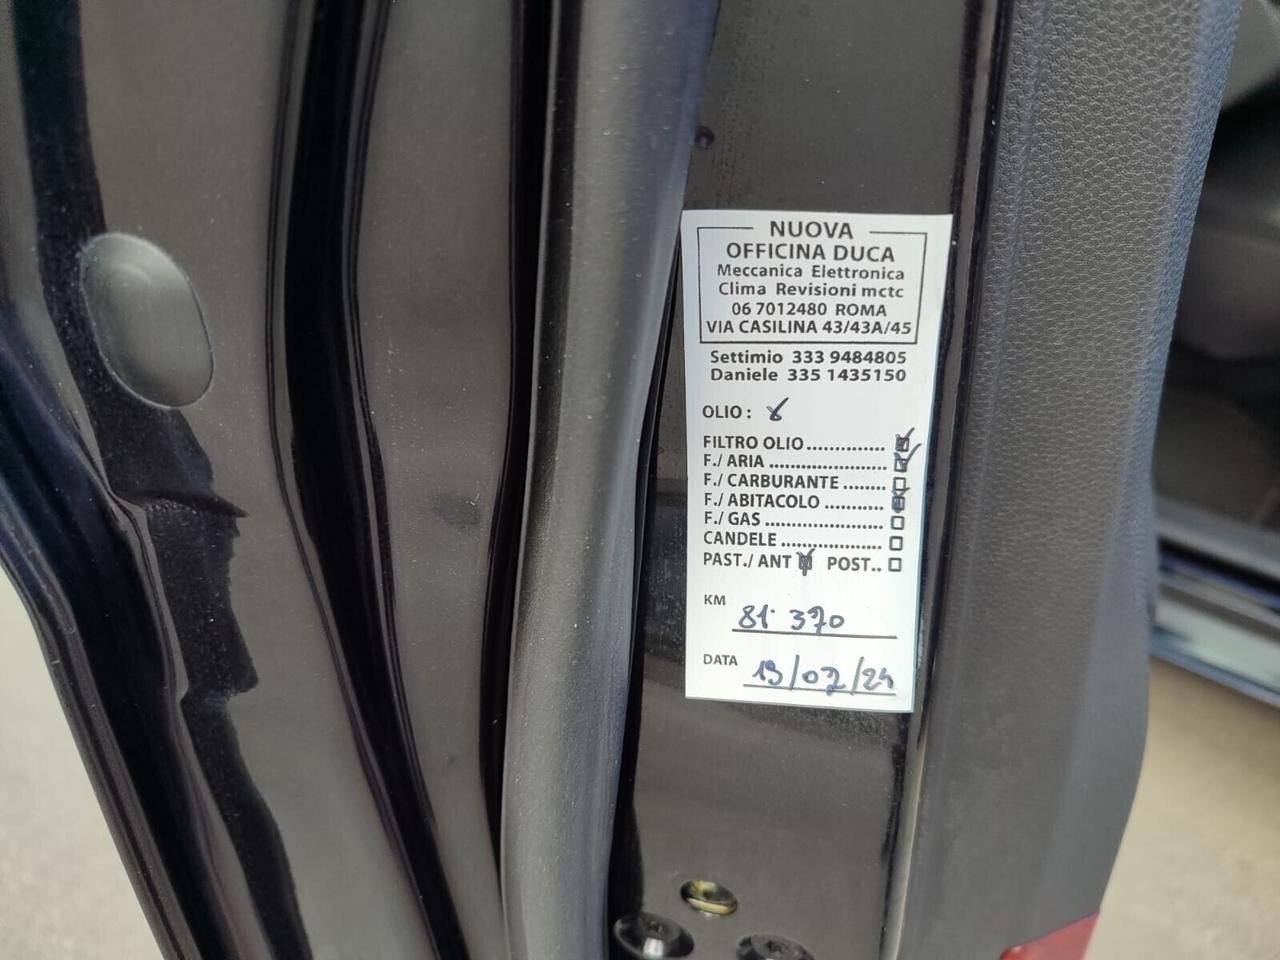 NUOVA
OFFICINA DUCA
Meccanica Elettronica
Clima Revisioni mctc
06 7012480 ROMA
VIA CASILINA 43/43A/45
Settimio 333 9484805
Daniele 335 1435150
OLIO :
FILTRO OLIO
F./ ARIA
F./ CARBURANTE
F./ ABITACOLO
F./ GAS
CANDELE
PAST./ ANT POST..
KM
81.370
DATA
19/07/24